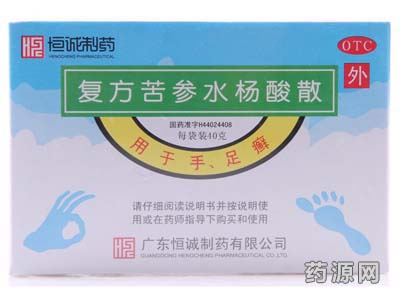 恒诚制药
HENGCHENG PHARMACEUTICAL
OTC
外
复方苦参水杨酸散
国药准字H44024408
每袋装40克
用于手、足癣
请仔细阅读说明书并按说明使
用或在药师指导下购买和使用
广东恒诚制药有限公司
GUANGDONG HENGCHENG PHARMACEUTICAL CO.,LTD.
药源网